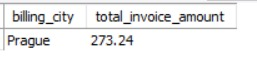 billing_city total_invoice_amount
Prague 273.24